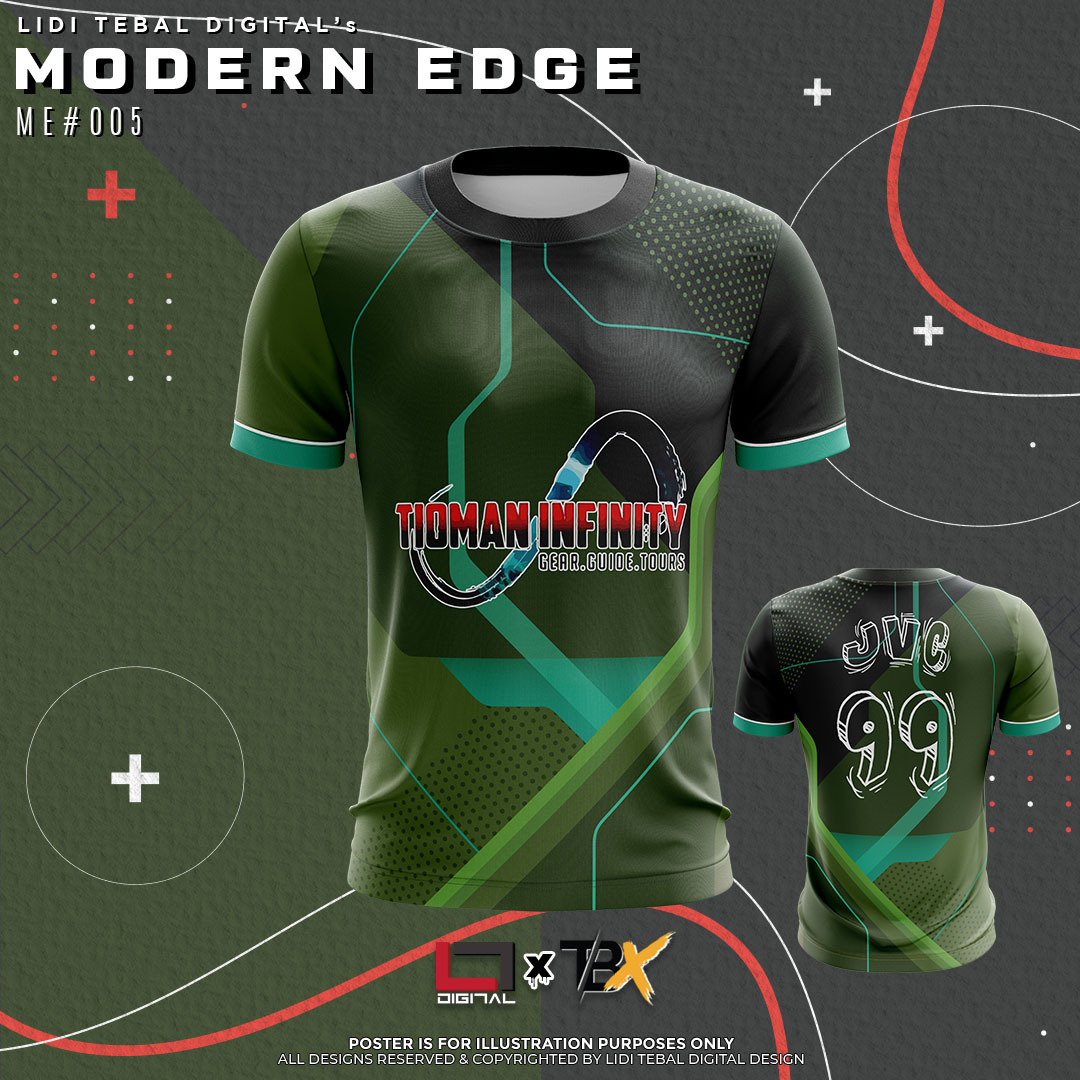 LIDI TEBAL DIGITAL's
MODERN EDGE
ME#005
TIOMAN INFINITY
GEAR.GUIDE.TOURS
JVC
99
DIGITAL
X
TBX
POSTER IS FOR ILLUSTRATION PURPOSES ONLY
ALL DESIGNS RESERVED & COPYRIGHTED BY LIDI TEBAL DIGITAL DESIGN